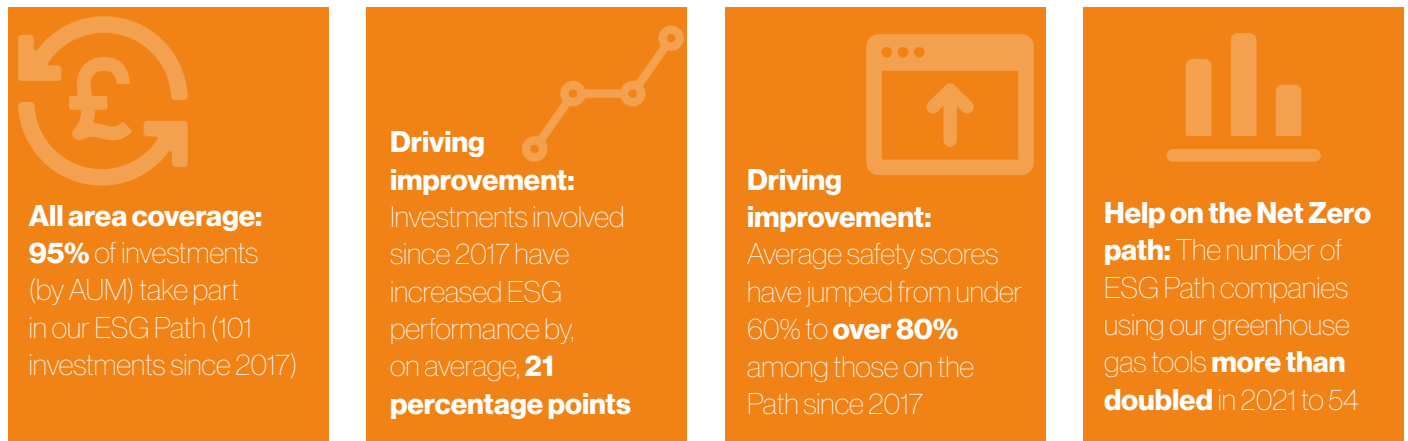 All area coverage:
95% of investments
(by AUM) take part
in our ESG Path (101
investments since 2017)
Driving
improvement:
Investments involved
since 2017 have
increased ESG
performance by,
on average, 21
percentage points
Driving
improvement:
Average safety scores
have jumped from under
60% to over 80%
among those on the
Path since 2017
Help on the Net Zero
path: The number of
ESG Path companies
using our greenhouse
gas tools more than
doubled in 2021 to 54